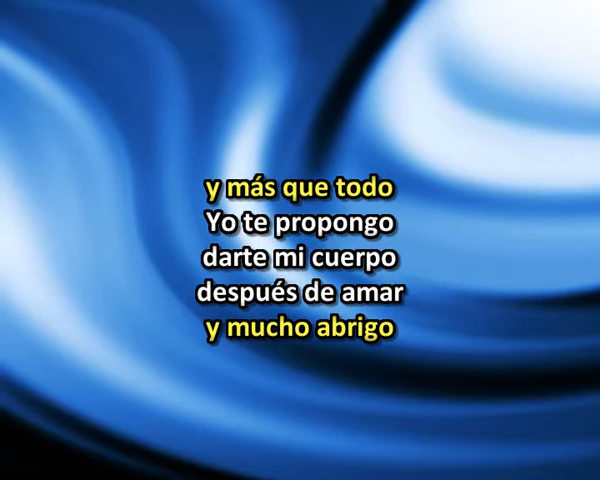 y más que todo
Yo te propongo
darte mi cuerpo
después de amar
y mucho abrigo